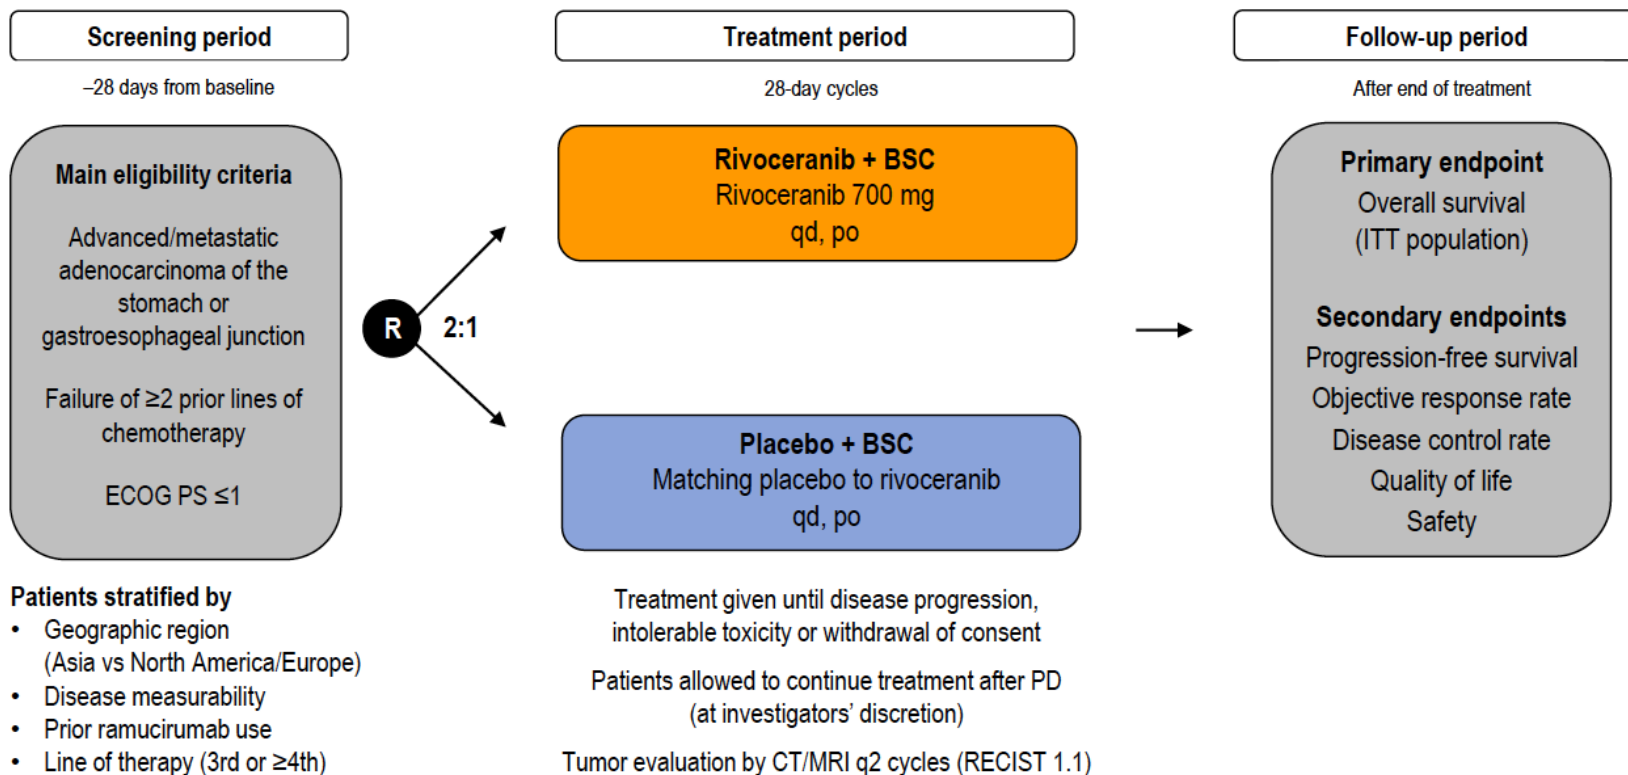 Screening period
–28 days from baseline
Main eligibility criteria
Advanced/metastatic
adenocarcinoma of the
stomach or
gastroesophageal junction
Failure of ≥2 prior lines of
chemotherapy
ECOG PS ≤1
Patients stratified by
• Geographic region
(Asia vs North America/Europe)
• Disease measurability
• Prior ramucirumab use
• Line of therapy (3rd or ≥4th)
R
2:1
Treatment period
28-day cycles
Rivoceranib + BSC
Rivoceranib 700 mg
qd, po
Placebo + BSC
Matching placebo to rivoceranib
qd, po
Treatment given until disease progression,
intolerable toxicity or withdrawal of consent
Patients allowed to continue treatment after PD
(at investigators’ discretion)
Tumor evaluation by CT/MRI q2 cycles (RECIST 1.1)
Follow-up period
After end of treatment
Primary endpoint
Overall survival
(ITT population)
Secondary endpoints
Progression-free survival
Objective response rate
Disease control rate
Quality of life
Safety